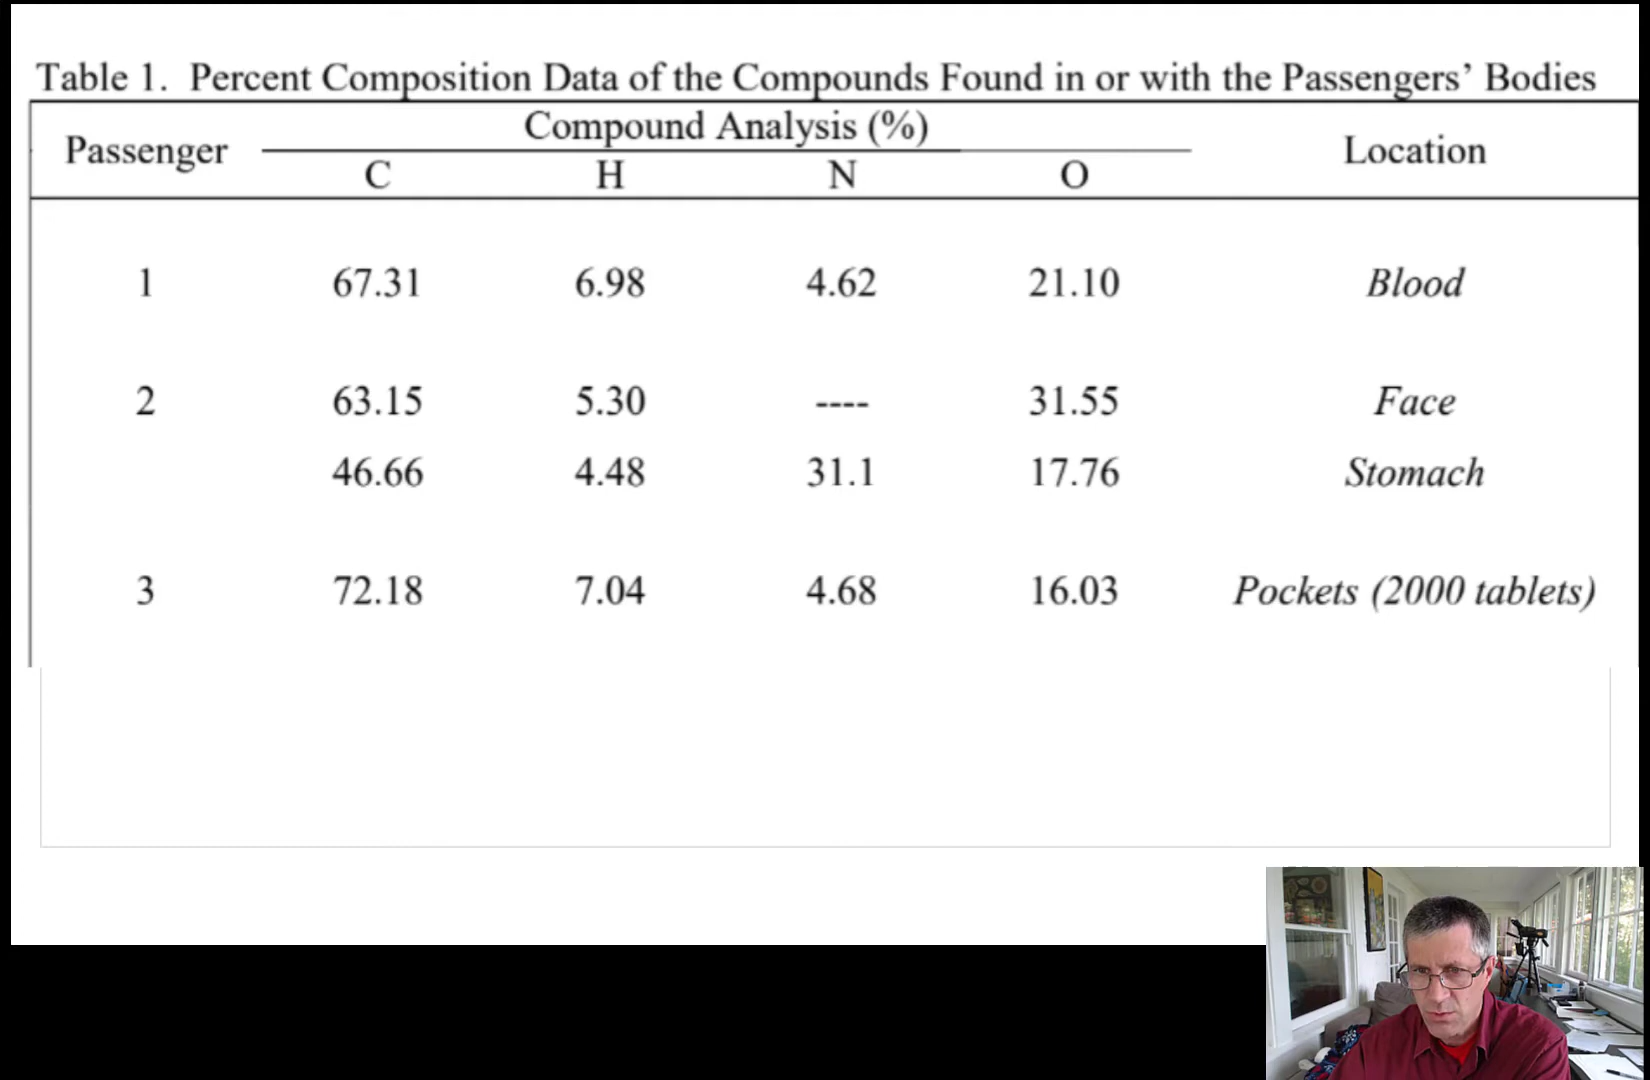 Table 1. Percent Composition Data of the Compounds Found in or with the Passengers' Bodies
Passenger Compound Analysis (%) Location
C H N O
1 67.31 6.98 4.62 21.10 Blood
2 63.15 5.30 ---- 31.55 Face
46.66 4.48 31.1 17.76 Stomach
3 72.18 7.04 4.68 16.03 Pockets (2000 tablets)